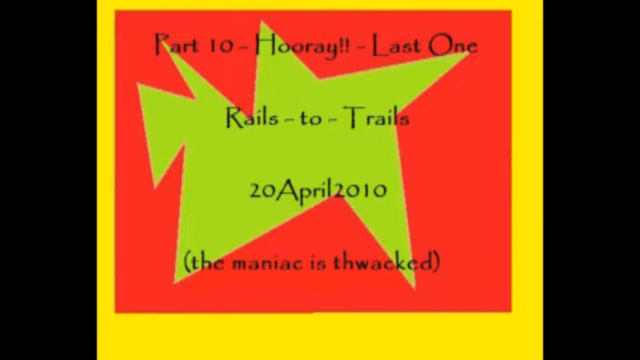 Part 10 - Hooray!! - Last One
Rails - to - Trails
20April2010
(the maniac is thwacked)